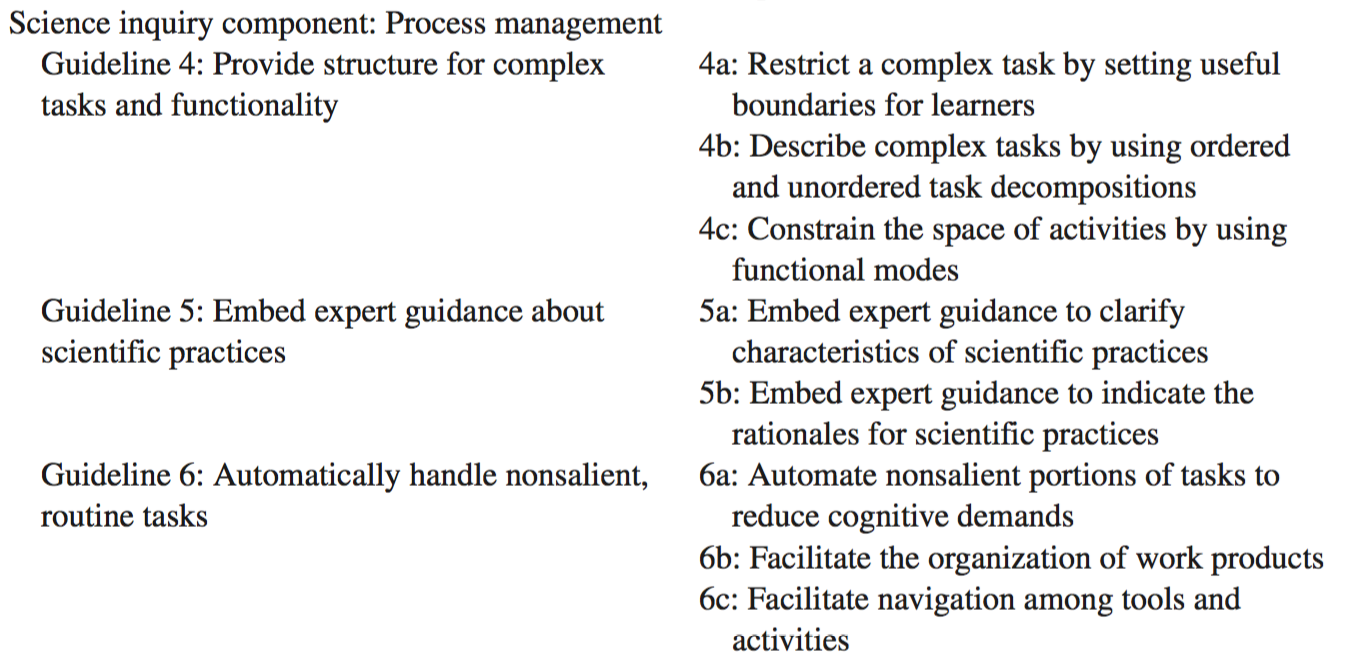 Science inquiry component: Process management
Guideline 4: Provide structure for complex
tasks and functionality
4a: Restrict a complex task by setting useful
boundaries for learners
4b: Describe complex tasks by using ordered
and unordered task decompositions
4c: Constrain the space of activities by using
functional modes
Guideline 5: Embed expert guidance about
scientific practices
5a: Embed expert guidance to clarify
characteristics of scientific practices
5b: Embed expert guidance to indicate the
rationales for scientific practices
Guideline 6: Automatically handle nonsalient,
routine tasks
6a: Automate nonsalient portions of tasks to
reduce cognitive demands
6b: Facilitate the organization of work products
6c: Facilitate navigation among tools and
activities